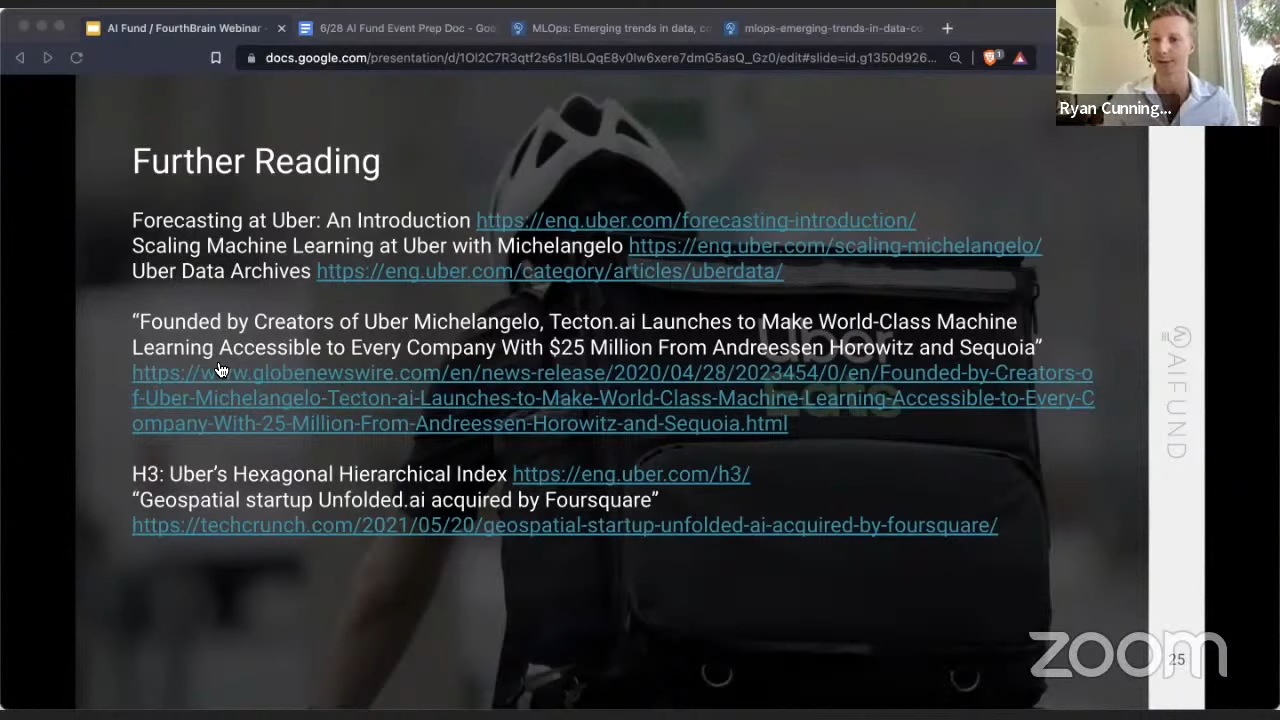 AI Fund / FourthBrain Webinar -
6/28 AI Fund Event Prep Doc - Goo
MLOps: Emerging trends in data, co
mlops-emerging-trends-in-data-co
docs.google.com/presentation/d/1OI2C7R3qtf2s6s1lBLQqE8v0lw6xere7dmG5asQ_Gz0/edit#slide=id.g1350d926...
1
Ryan Cunning...
Further Reading
Forecasting at Uber: An Introduction https://eng.uber.com/forecasting-introduction/
Scaling Machine Learning at Uber with Michelangelo https://eng.uber.com/scaling-michelangelo/
Uber Data Archives https://eng.uber.com/category/articles/uberdata/
“Founded by Creators of Uber Michelangelo, Tecton.ai Launches to Make World-Class Machine
Learning Accessible to Every Company With $25 Million From Andreessen Horowitz and Sequoia”
https://www.globenewswire.com/en/news-release/2020/04/28/2023454/0/en/Founded-by-Creators-o
f-Uber-Michelangelo-Tecton-ai-Launches-to-Make-World-Class-Machine-Learning-Accessible-to-Every-C
ompany-With-25-Million-From-Andreessen-Horowitz-and-Sequoia.html
H3: Uber’s Hexagonal Hierarchical Index https://eng.uber.com/h3/
“Geospatial startup Unfolded.ai acquired by Foursquare”
https://techcrunch.com/2021/05/20/geospatial-startup-unfolded-ai-acquired-by-foursquare/
Uber
Eats
AIFUND
zoom
25